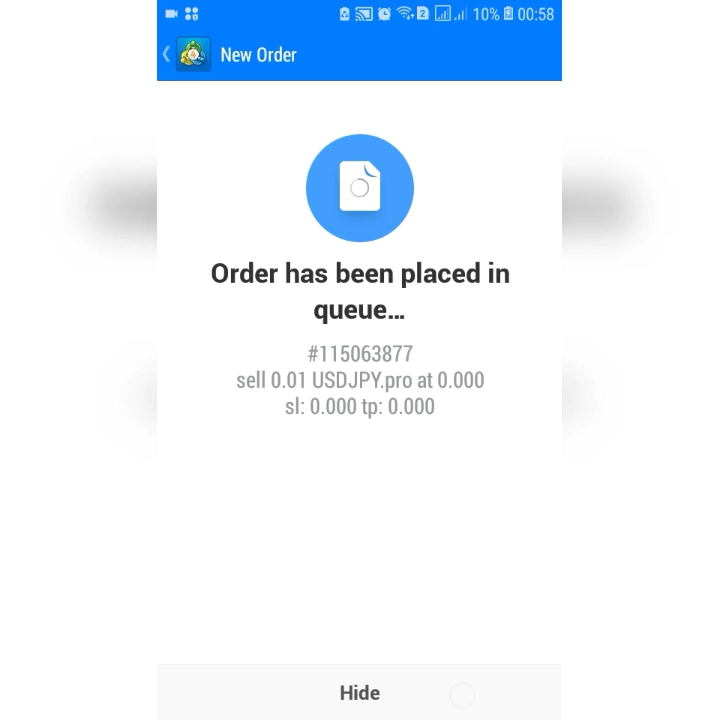 2 10% 00:58
New Order
Order has been placed in
queue...
#115063877
sell 0.01 USDJPY.pro at 0.000
sl: 0.000 tp: 0.000
Hide